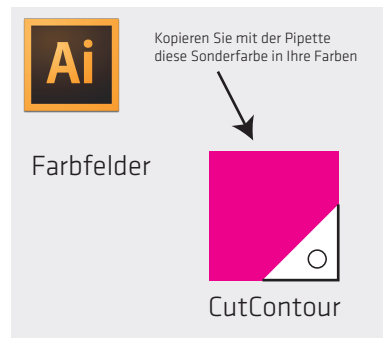 Ai
Kopieren Sie mit der Pipette
diese Sonderfarbe in Ihre Farben
Farbfelder
CutContour